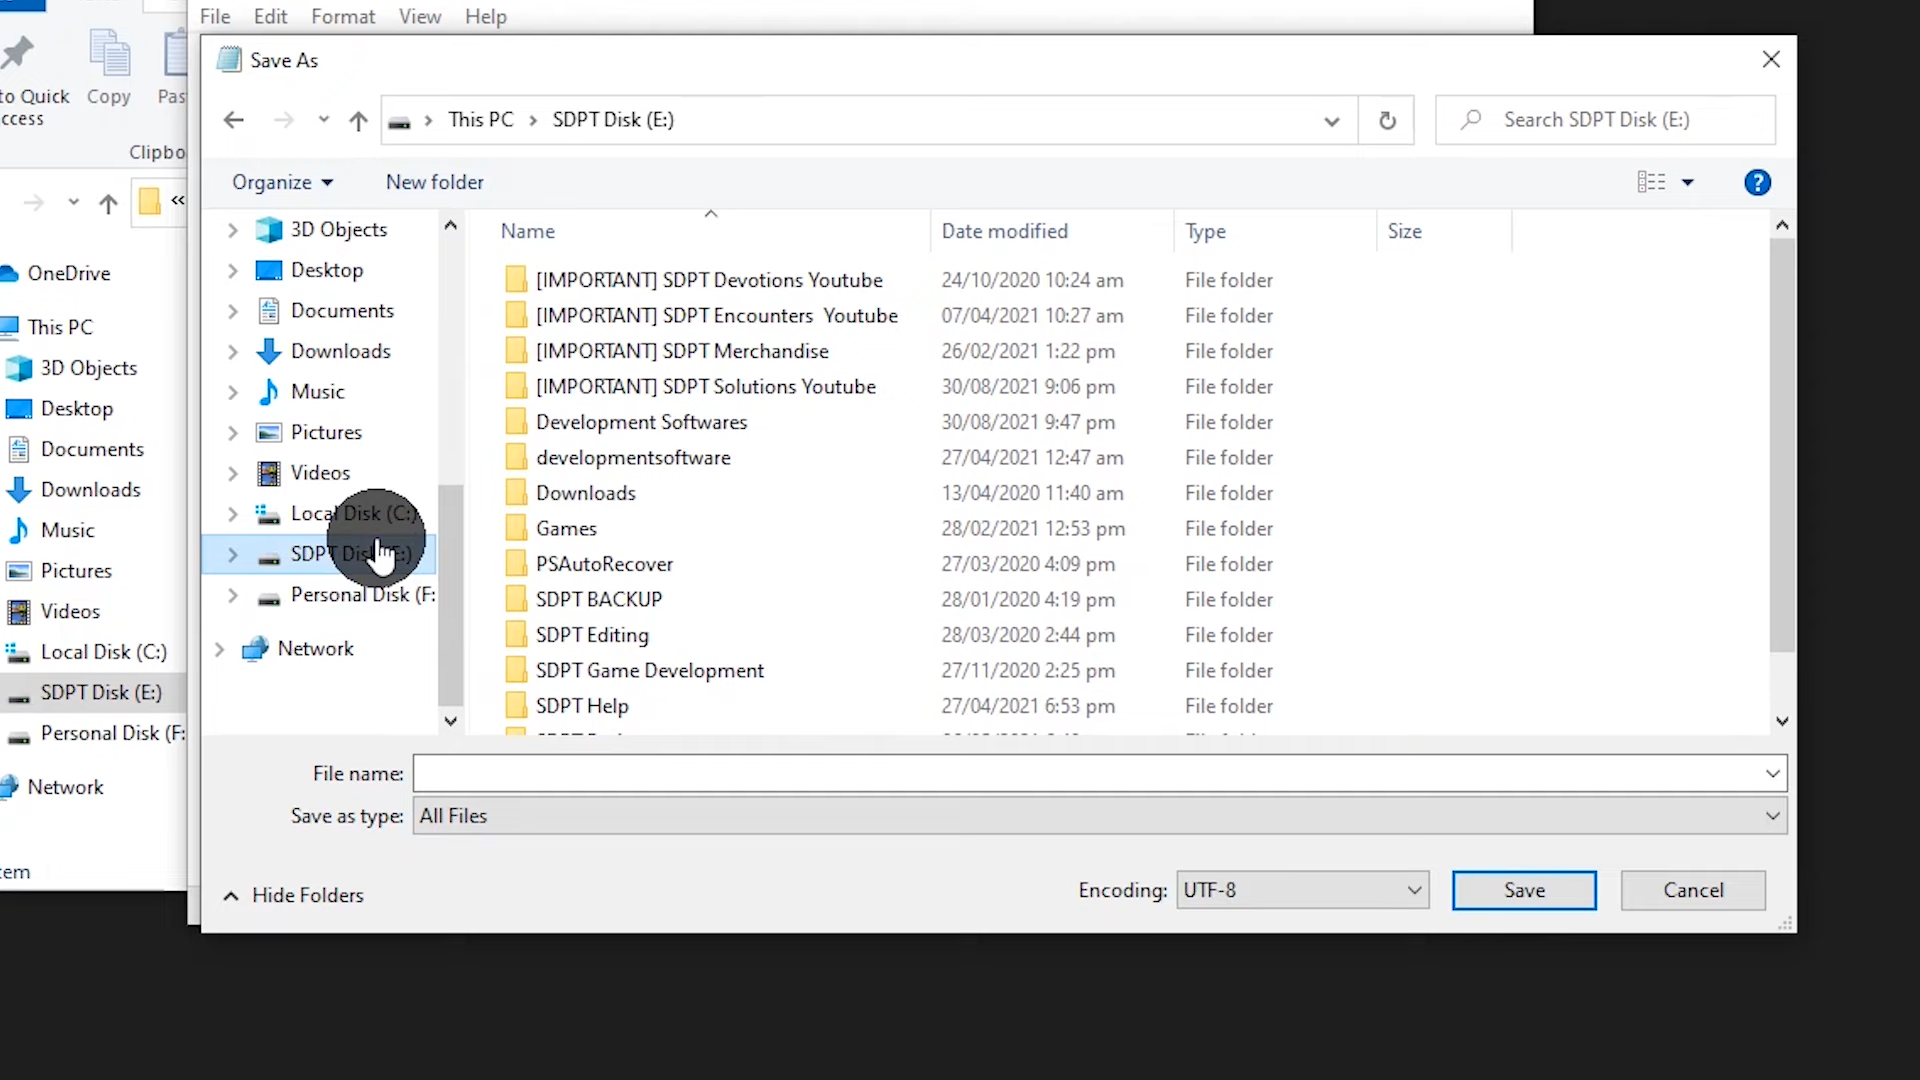 File Edit Format View Help
to Quick
ccess
Copy
Pas
Clipbo
«
OneDrive
This PC
3D Objects
Desktop
Documents
Downloads
Music
Pictures
Videos
Local Disk (C:)
SDPT Disk (E:)
Personal Disk (F:
Network
tem
Save As
This PC > SDPT Disk (E:)
Search SDPT Disk (E:)
Organize
New folder
?
3D Objects
Desktop
Documents
Downloads
Music
Pictures
Videos
Local Disk (C:)
SDPT Disk (E:)
Personal Disk (F:
Network
Name Date modified Type Size
[IMPORTANT] SDPT Devotions Youtube 24/10/2020 10:24 am File folder
[IMPORTANT] SDPT Encounters  Youtube 07/04/2021 10:27 am File folder
[IMPORTANT] SDPT Merchandise 26/02/2021 1:22 pm File folder
[IMPORTANT] SDPT Solutions Youtube 30/08/2021 9:06 pm File folder
Development Softwares 30/08/2021 9:47 pm File folder
developmentsoftware 27/04/2021 12:47 am File folder
Downloads 13/04/2020 11:40 am File folder
Games 28/02/2021 12:53 pm File folder
PSAutoRecover 27/03/2020 4:09 pm File folder
SDPT BACKUP 28/01/2020 4:19 pm File folder
SDPT Editing 28/03/2020 2:44 pm File folder
SDPT Game Development 27/11/2020 2:25 pm File folder
SDPT Help 27/04/2021 6:53 pm File folder
File name:
Save as type: All Files
Hide Folders
Encoding: UTF-8
Save
Cancel